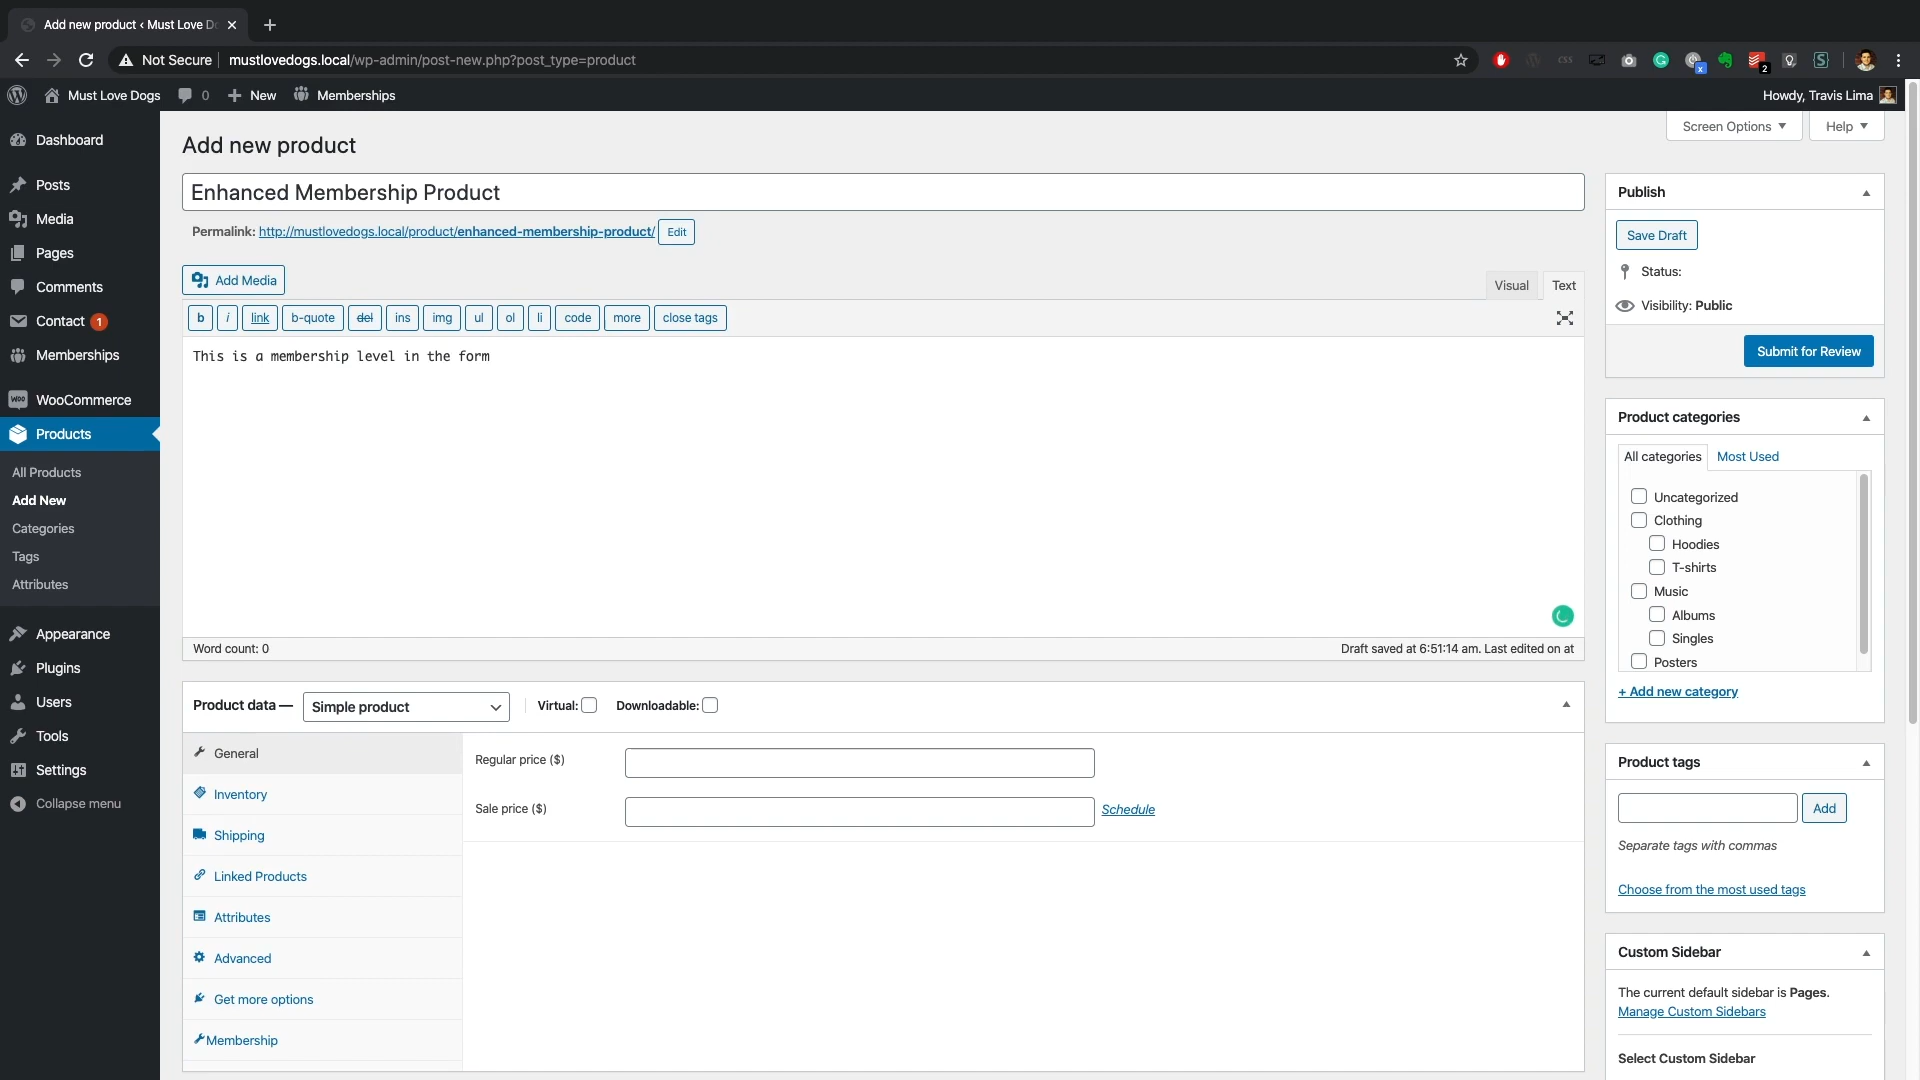 Add new product ‹ Must Love Do
Not Secure
mustlovedogs.local/wp-admin/post-new.php?post_type=product
css
x
2
S
Must Love Dogs
0
New
Memberships
Howdy, Travis Lima
Dashboard
Posts
Media
Pages
Comments
Contact 1
Memberships
WooCommerce
Products
All Products
Add New
Categories
Tags
Attributes
Appearance
Plugins
Users
Tools
Settings
Collapse menu
Screen Options
Help
Add new product
Enhanced Membership Product
Permalink: http://mustlovedogs.local/product/enhanced-membership-product/ Edit
Add Media
Visual
Text
b i link b-quote del ins img ul ol li code more close tags
This is a membership level in the form
Word count: 0
Draft saved at 6:51:14 am. Last edited on at
Product data —
Simple product
Virtual:
Downloadable:
General
Inventory
Shipping
Linked Products
Attributes
Advanced
Get more options
Membership
Regular price ($)
Sale price ($)
Schedule
Publish
Save Draft
Status:
Visibility: Public
Submit for Review
Product categories
All categories
Most Used
Uncategorized
Clothing
Hoodies
T-shirts
Music
Albums
Singles
Posters
+ Add new category
Product tags
Add
Separate tags with commas
Choose from the most used tags
Custom Sidebar
The current default sidebar is Pages.
Manage Custom Sidebars
Select Custom Sidebar